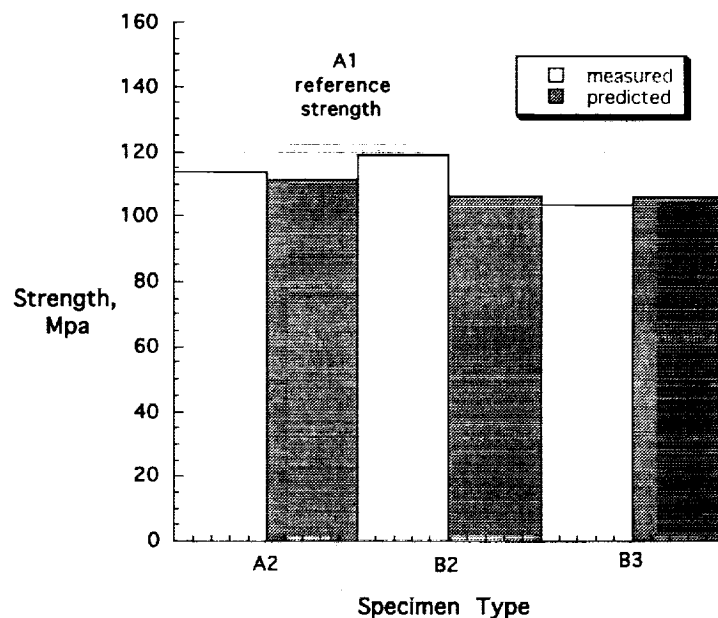 160
140
120
100
80
60
40
20
0
Strength,
Mpa
A1
reference
strength
measured
predicted
A2
B2
B3
Specimen Type